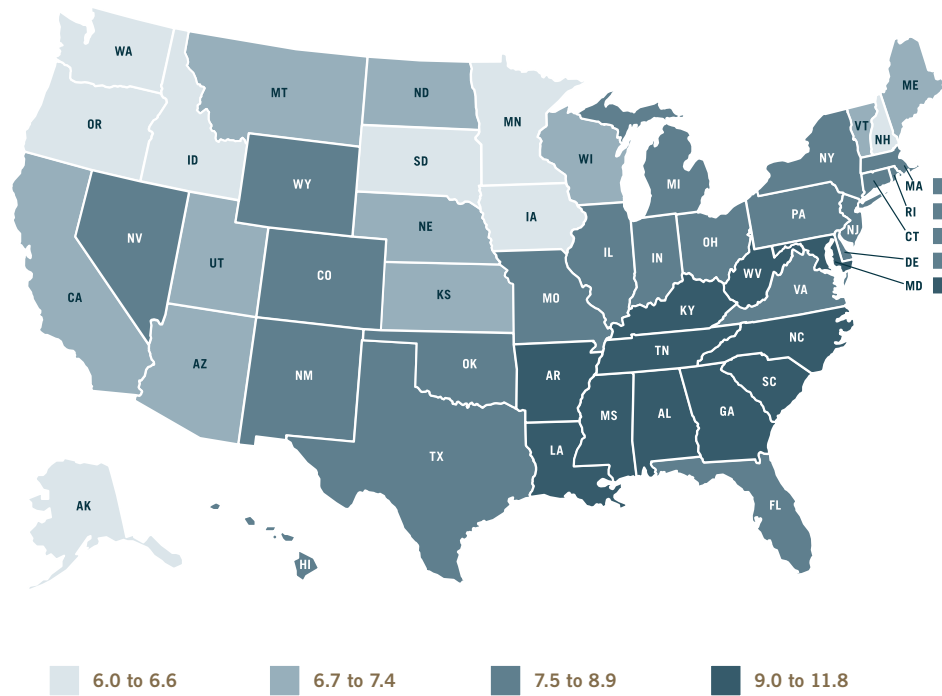 WA
MT
ND
MN
ME
VT
NH
OR
ID
SD
WI
NY
MI
MA
WY
RI
IA
PA
NE
CT
NV
NJ
OH
IL
IN
UT
CO
DE
WV
CA
KS
MO
MD
VA
KY
NC
TN
AZ
OK
NM
AR
SC
MS
AL
GA
LA
TX
AK
FL
HI
6.0 to 6.6
6.7 to 7.4
7.5 to 8.9
9.0 to 11.8